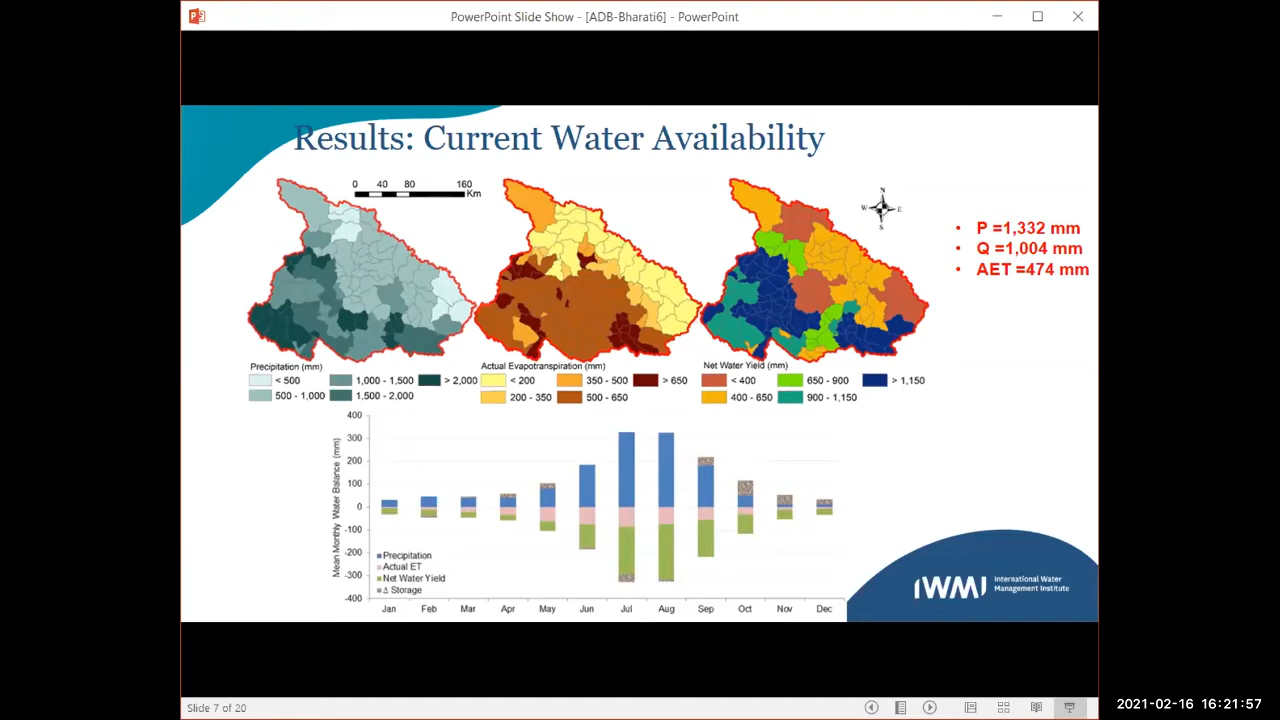 PowerPoint Slide Show - [ADB-Bharati6] - PowerPoint
Results: Current Water Availability
0 40 80 160
Km
N
W E
S
• P =1,332 mm
• Q =1,004 mm
• AET =474 mm
Precipitation (mm)
< 500 1,000 - 1,500 > 2,000
500 - 1,000 1,500 - 2,000
Actual Evapotranspiration (mm)
< 200 350 - 500 > 650
200 - 350 500 - 650
Net Water Yield (mm)
< 400 650 - 900 > 1,150
400 - 650 900 - 1,150
Mean Monthly Water Balance (mm)
400
300
200
100
0
-100
-200
-300
-400
Precipitation
Actual ET
Net Water Yield
Δ Storage
Jan Feb Mar Apr May Jun Jul Aug Sep Oct Nov Dec
IWMI
International Water
Management Institute
Slide 7 of 20
2021-02-16 16:21:57